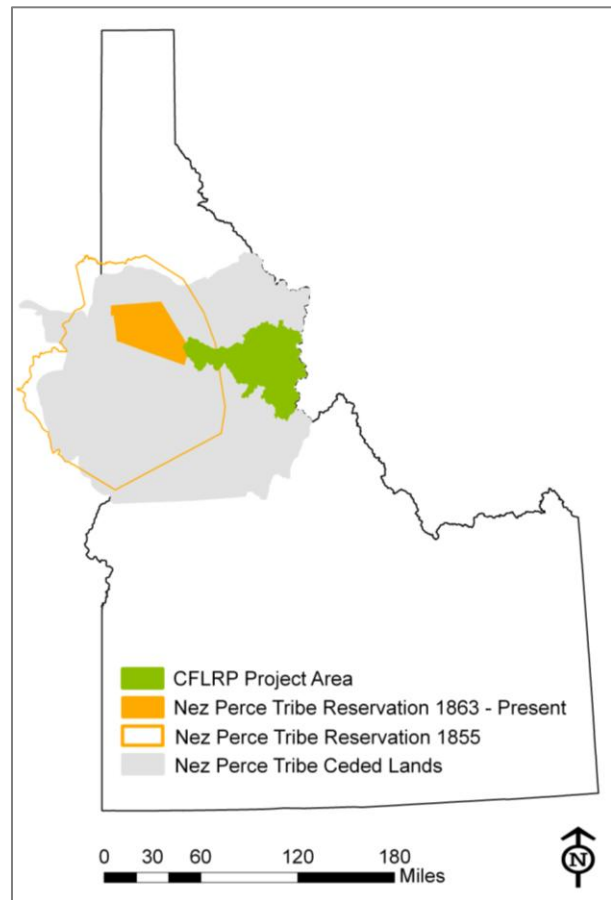 CFLRP Project Area
Nez Perce Tribe Reservation 1863 - Present
Nez Perce Tribe Reservation 1855
Nez Perce Tribe Ceded Lands
0 30 60 120 180
Miles
N